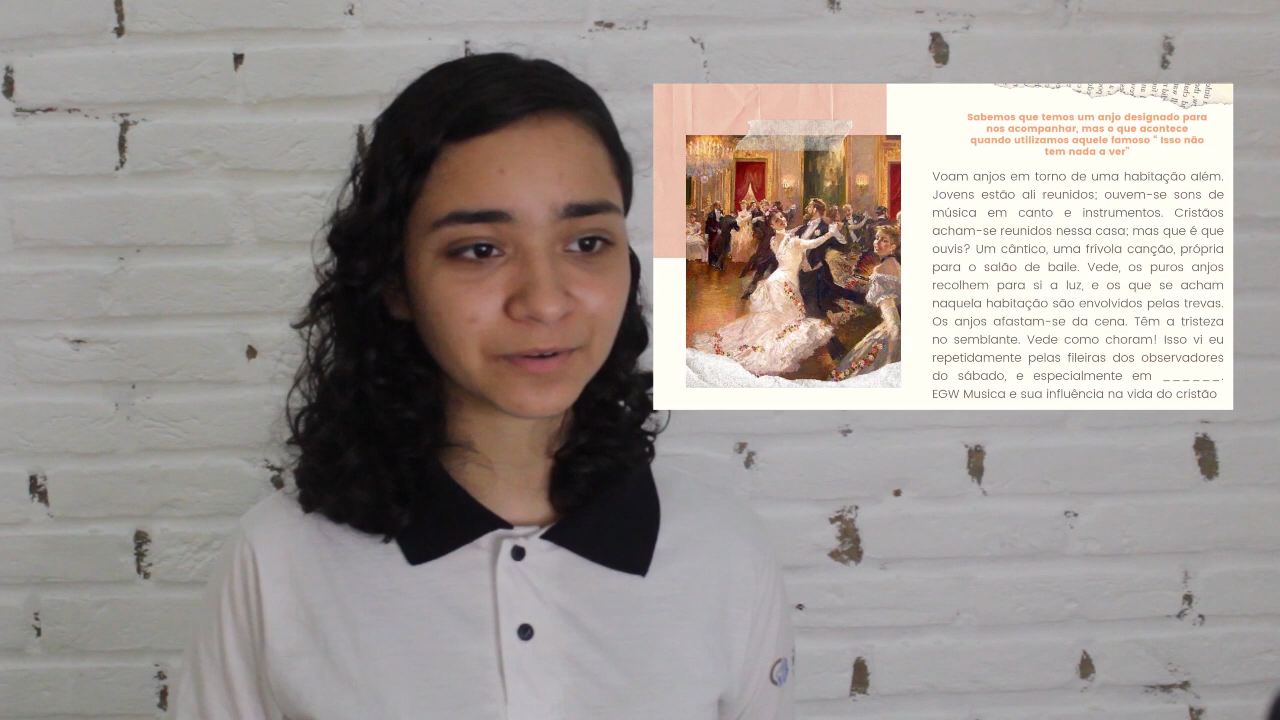 Sabemos que temos um anjo designado para
nos acompanhar, mas o que acontece
quando utilizamos aquele famoso " Isso não
tem nada a ver"
Voam anjos em torno de uma habitação além.
Jovens estão ali reunidos; ouvem-se sons de
música em canto e instrumentos. Cristãos
acham-se reunidos nessa casa; mas que é que
ouvis? Um cântico, uma frívola canção, própria
para o salão de baile. Vede, os puros anjos
recolhem para si a luz, e os que se acham
naquela habitação são envolvidos pelas trevas.
Os anjos afastam-se da cena. Têm a tristeza
no semblante. Vede como choram! Isso vi eu
repetidamente pelas fileiras dos observadores
do sábado, e especialmente em ______.
EGW Musica e sua influência na vida do cristão